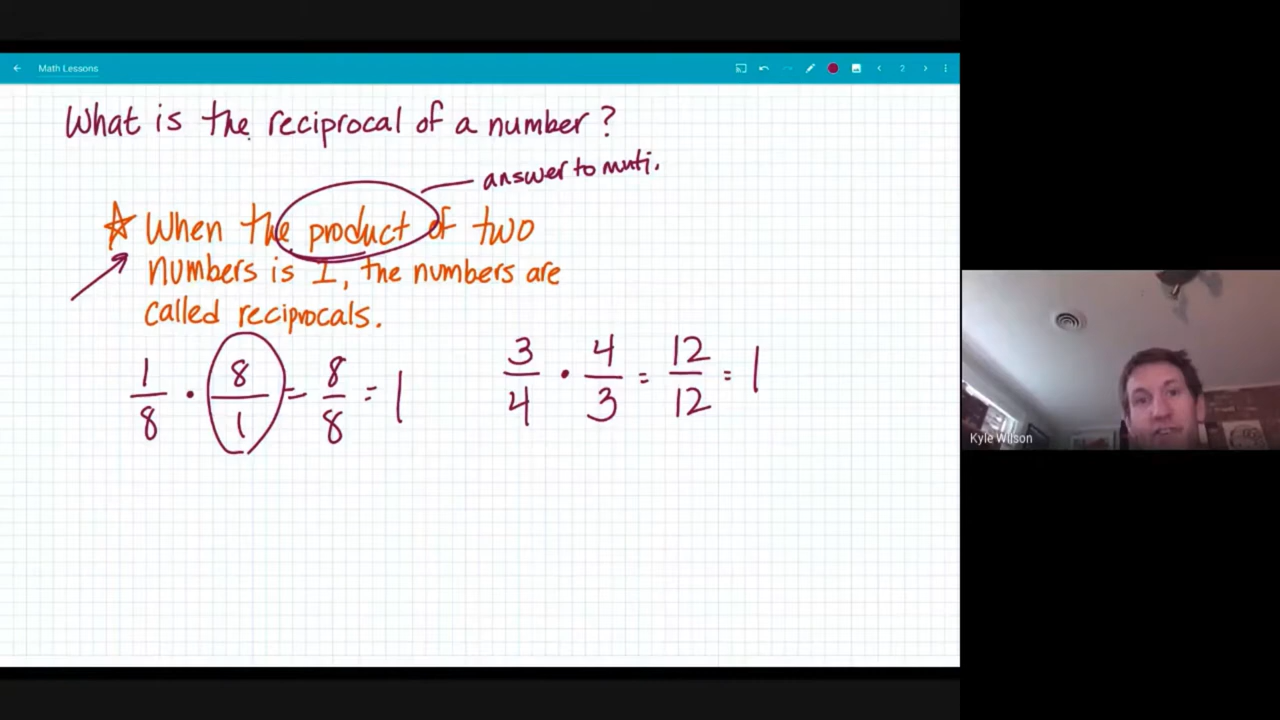 Math Lessons
2
What is the reciprocal of a number?
answer to muti.
When the product of two
numbers is 1, the numbers are
called reciprocals.
1/8 · 8/1 = 8/8 = 1
3/4 · 4/3 = 12/12 = 1
Kyle Wilson